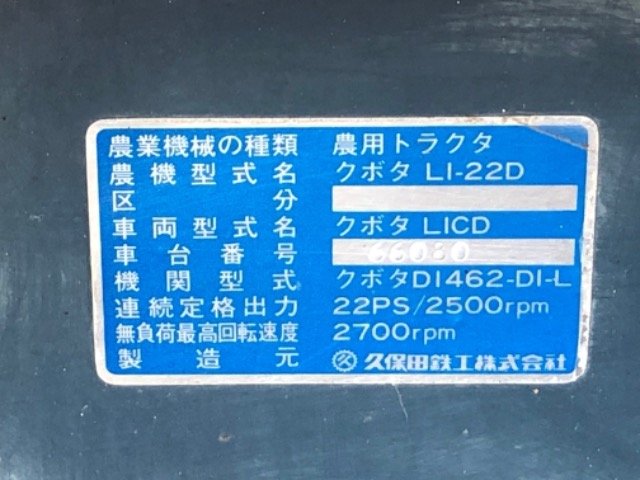 農業機械の種類 農用トラクタ
農機型式名 クボタ L1-22D
区分
車両型式名 クボタ L1CD
車台番号 66080
機関型式 クボタD1462-D1-L
連続定格出力 22PS/2500rpm
無負荷最高回転速度 2700rpm
製造元 久保田鉄工株式会社